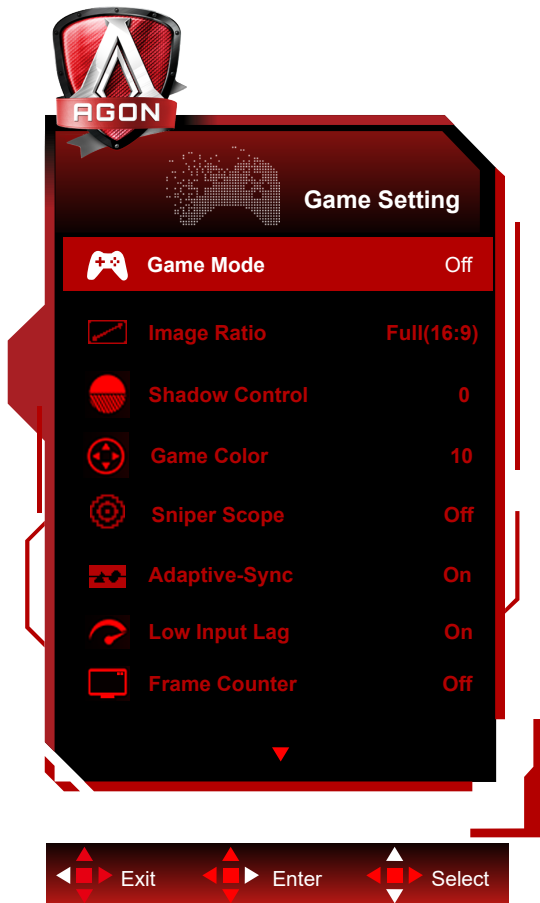 AGON
Game Setting
Game Mode Off
Image Ratio Full(16:9)
Shadow Control 0
Game Color 10
Sniper Scope Off
Adaptive-Sync On
Low Input Lag On
Frame Counter Off
Exit Enter Select